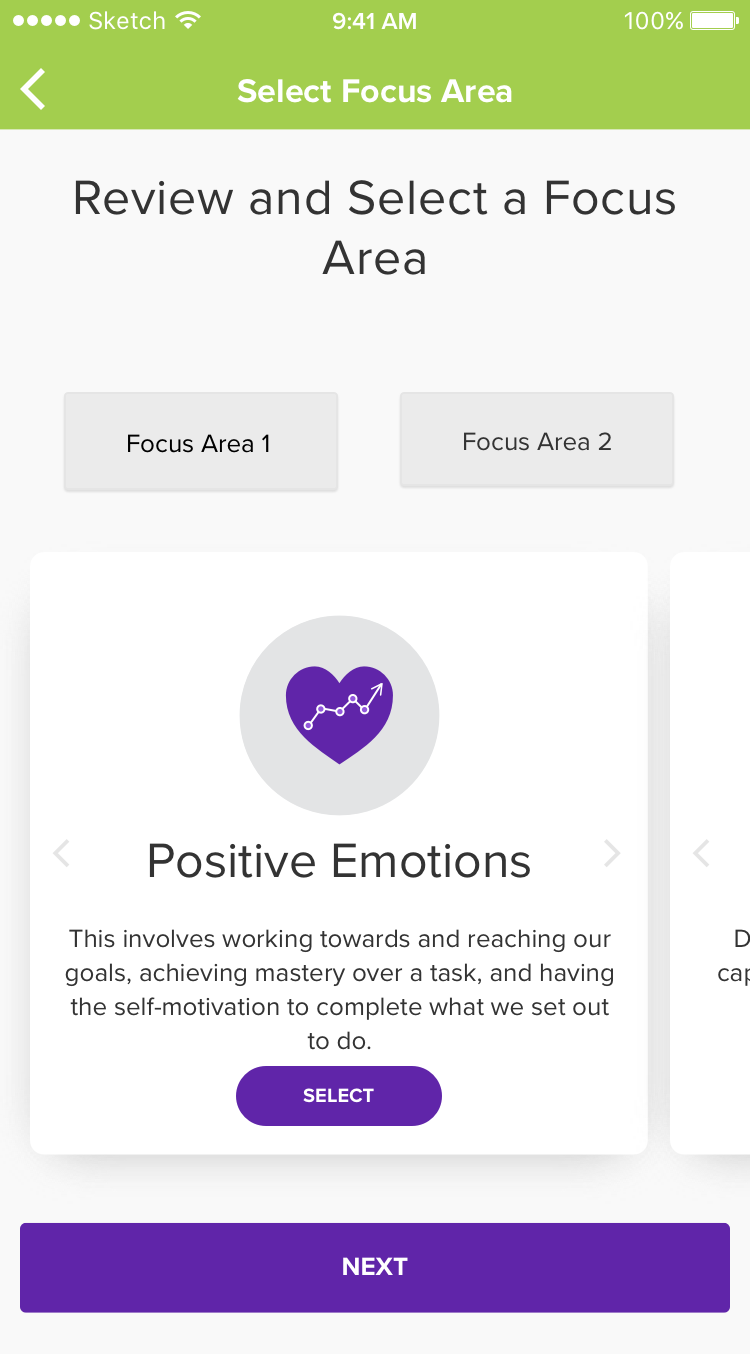 Sketch 9:41 AM 100%
Select Focus Area
Review and Select a Focus
Area
Focus Area 1 Focus Area 2
Positive Emotions
This involves working towards and reaching our
goals, achieving mastery over a task, and having
the self-motivation to complete what we set out
to do.
SELECT
D
cap
NEXT